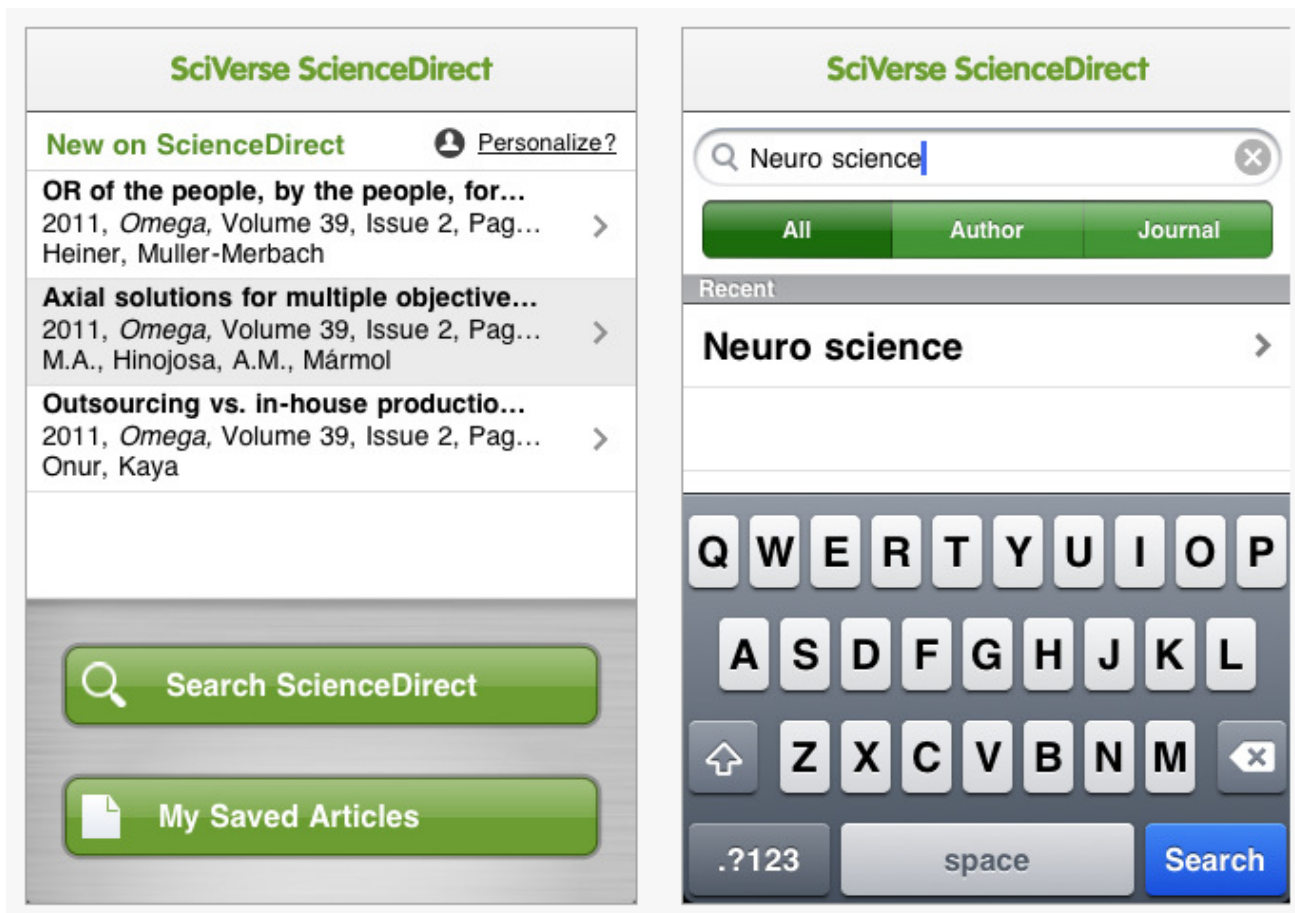 SciVerse ScienceDirect
New on ScienceDirect
Personalize?
OR of the people, by the people, for...
2011, Omega, Volume 39, Issue 2, Pag...
Heiner, Muller-Merbach
Axial solutions for multiple objective...
2011, Omega, Volume 39, Issue 2, Pag...
M.A., Hinojosa, A.M., Mármol
Outsourcing vs. in-house productio...
2011, Omega, Volume 39, Issue 2, Pag...
Onur, Kaya
Search ScienceDirect
My Saved Articles
SciVerse ScienceDirect
Neuro science
All Author Journal
Recent
Neuro science
Q W E R T Y U I O P
A S D F G H J K L
Z X C V B N M
.?123 space Search